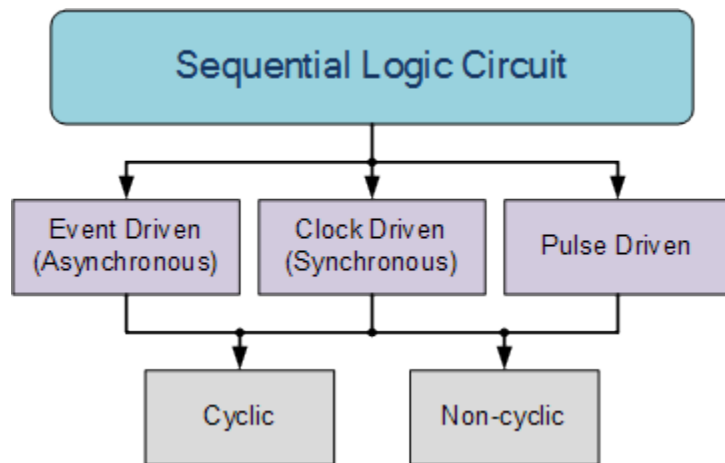 Sequential Logic Circuit
Event Driven
(Asynchronous)
Clock Driven
(Synchronous)
Pulse Driven
Cyclic
Non-cyclic